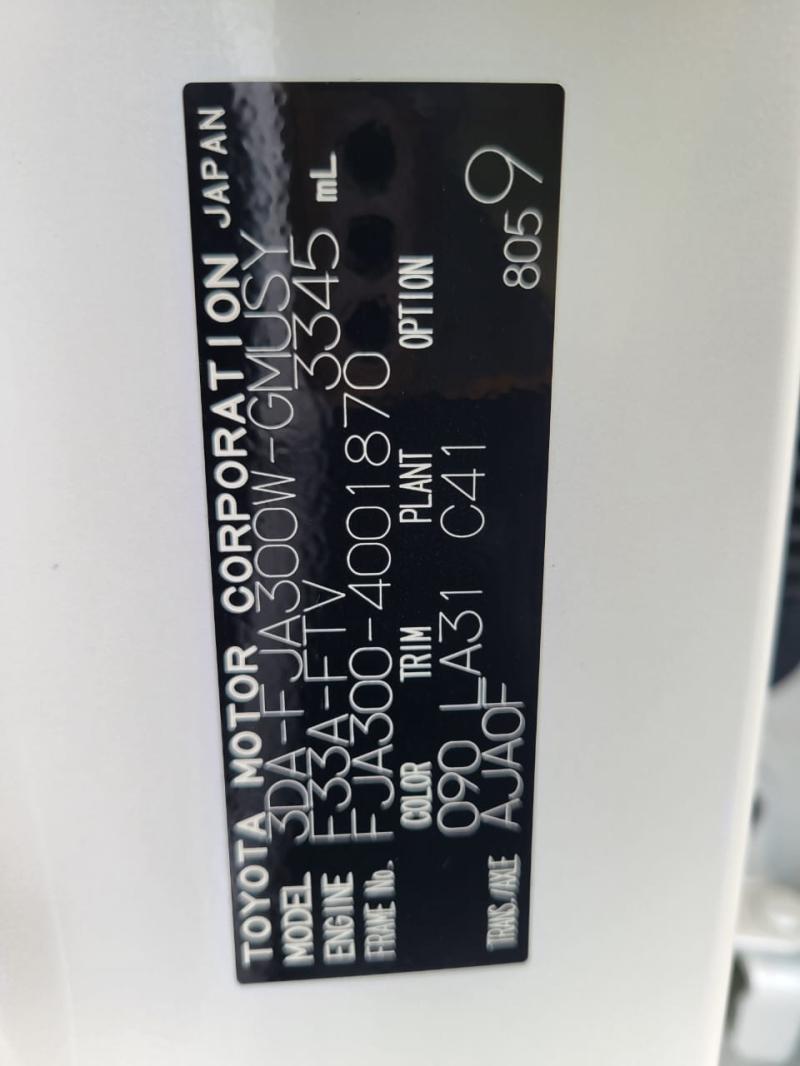 TOYOTA MOTOR CORPORATION JAPAN
MODEL 3DA-FJA300W-GMUSY
ENGINE F33A-FTV 3345 mL
FRAME No. FJA300-4001870
COLOR TRIM PLANT OPTION
090 LA31 C41
TRANS./AXLE AJA0F 8059